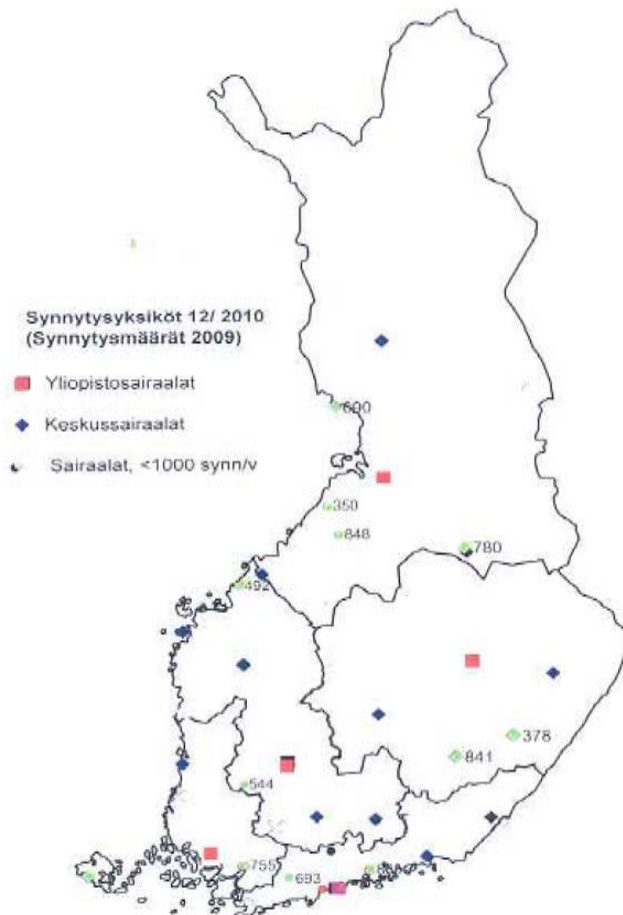 Synnytysyksiköt 12/ 2010
(Synnytysmäärät 2009)
Yliopistosairaalat
Keskussairaalat
Sairaalat, <1000 synn/v
690
350
848
780
492
378
841
544
755
693